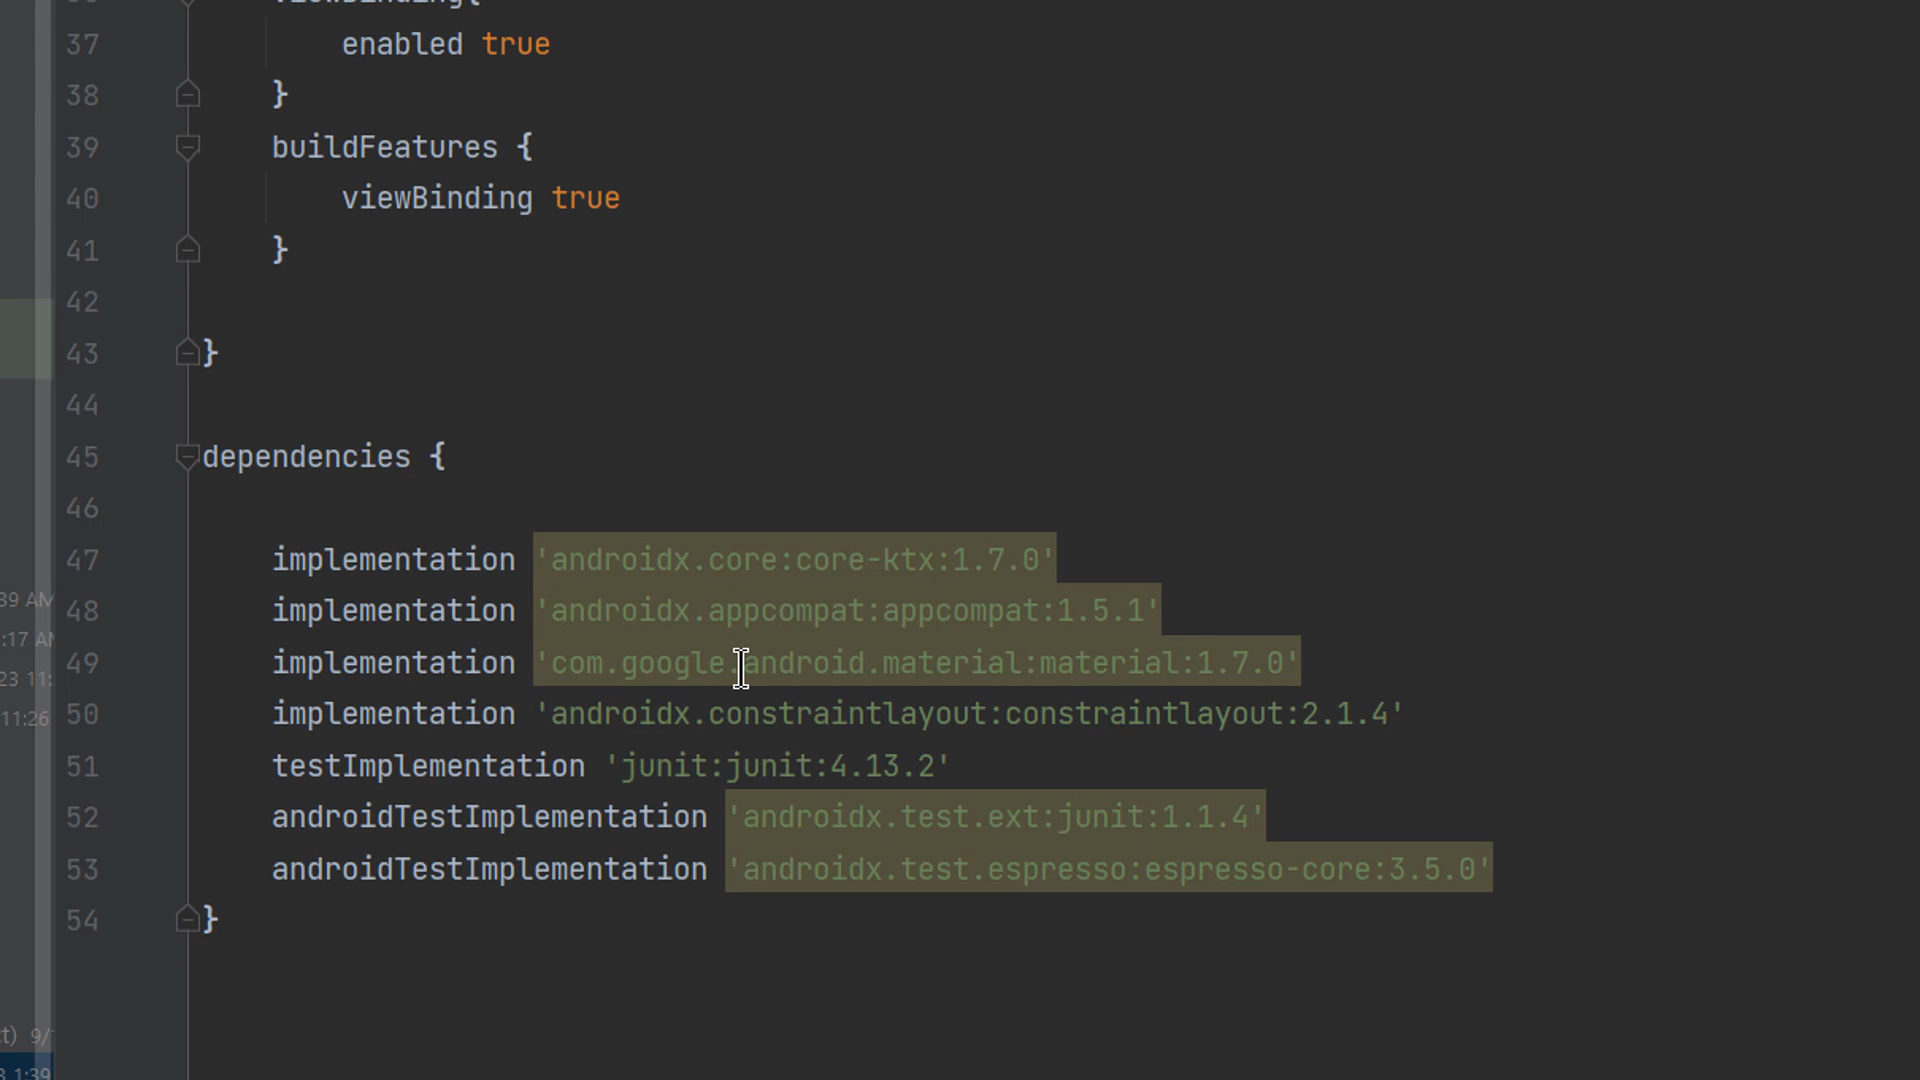 37 enabled true
38 }
39 buildFeatures {
40 viewBinding true
41 }
42
43 }
44
45 dependencies {
46
47 implementation 'androidx.core:core-ktx:1.7.0'
48 implementation 'androidx.appcompat:appcompat:1.5.1'
49 implementation 'com.google.android.material:material:1.7.0'
50 implementation 'androidx.constraintlayout:constraintlayout:2.1.4'
51 testImplementation 'junit:junit:4.13.2'
52 androidTestImplementation 'androidx.test.ext:junit:1.1.4'
53 androidTestImplementation 'androidx.test.espresso:espresso-core:3.5.0'
54 }